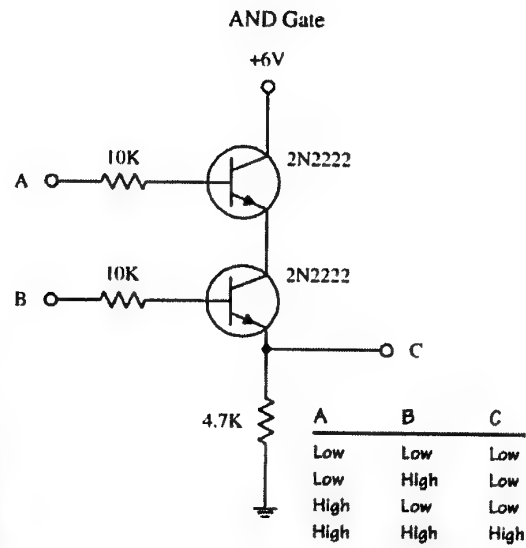 AND Gate
+6V
10K
2N2222
A
10K
2N2222
B
C
4.7K
A B C
Low Low Low
Low High Low
High Low Low
High High High